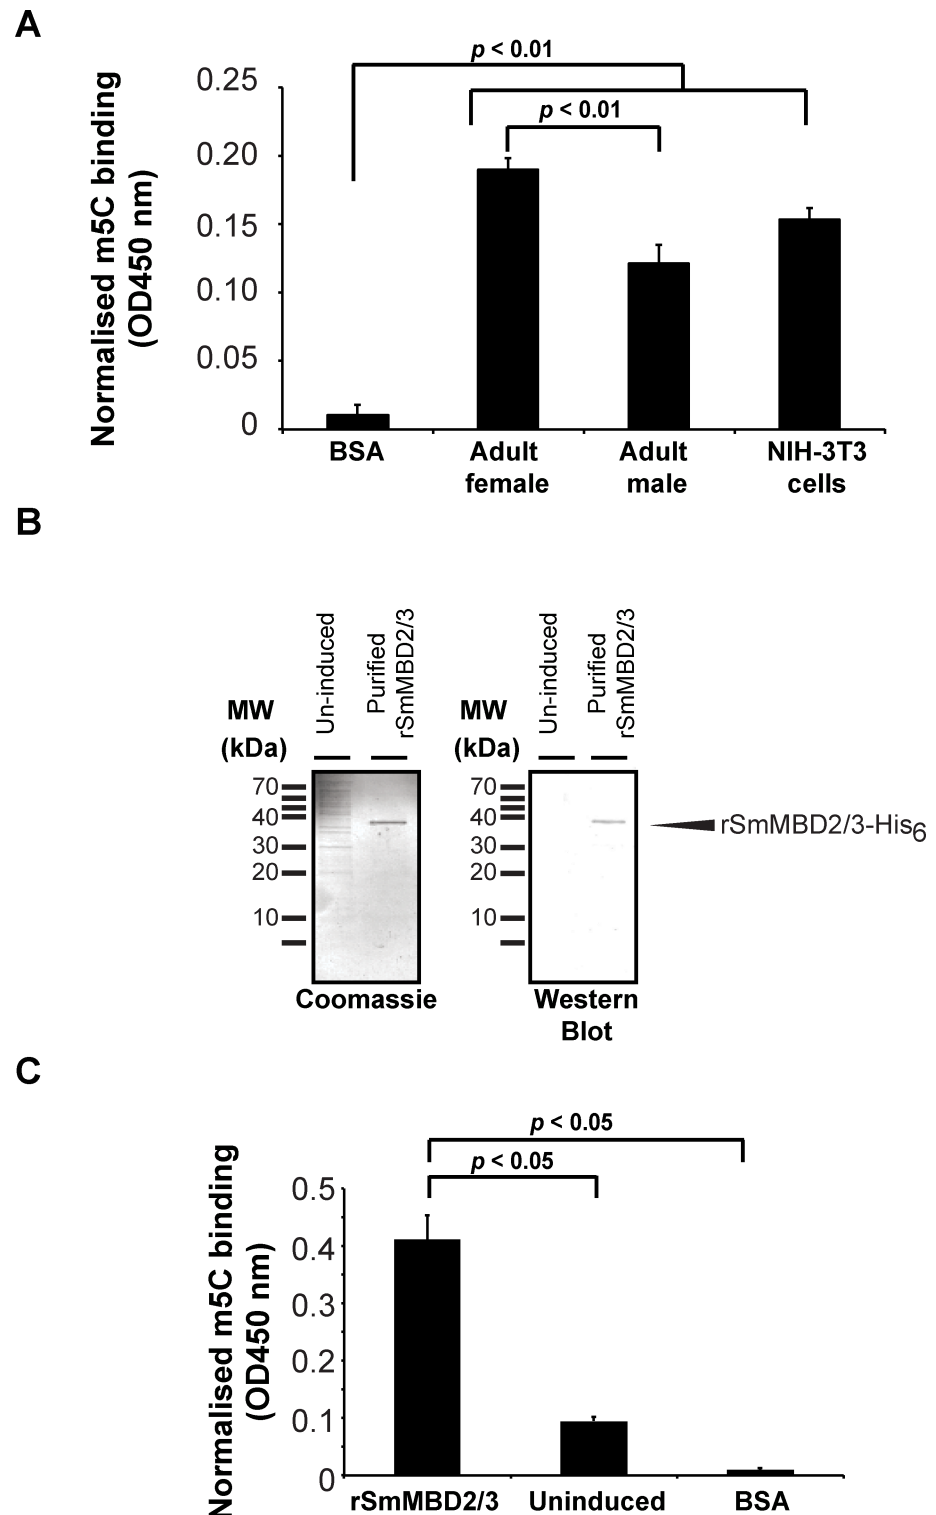 A
p < 0.01
p < 0.01
Normalised m5C binding
(OD450 nm)
0.25
0.20
0.15
0.10
0.05
0
BSA
Adult
female
Adult
male
NIH-3T3
cells
B
Un-induced
Purified
rSmMBD2/3
Un-induced
Purified
rSmMBD2/3
MW
(kDa)
MW
(kDa)
70
40
30
20
10
70
40
30
20
10
rSmMBD2/3-His6
Coomassie
Western
Blot
C
p < 0.05
p < 0.05
Normalised m5C binding
(OD450 nm)
0.5
0.4
0.3
0.2
0.1
0
rSmMBD2/3
Uninduced
BSA